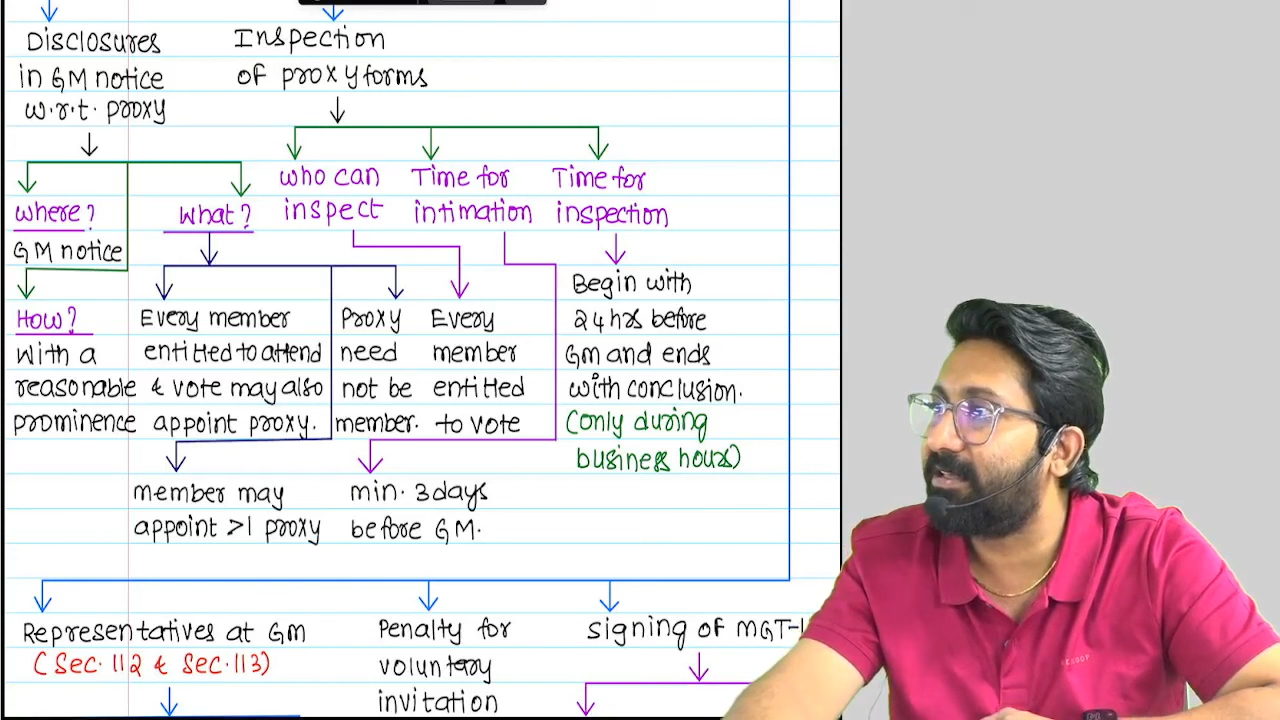 Disclosures
in GM notice
w.r.t. proxy
Inspection
of proxy forms
where?
GM notice
what?
who can
inspect
Time for
intimation
Time for
inspection
How?
with a
reasonable
prominence
Every member
entitled to attend
& vote may also
appoint proxy.
Proxy
need
not be
member.
Every
member
entitled
to vote
Begin with
24 hrs before
Gm and ends
with conclusion.
(only during
business hours)
member may
appoint >1 proxy
min. 3 days
before GM.
Representatives at Gm
(Sec. 112 & Sec. 113)
Penalty for
voluntery
invitation
signing of